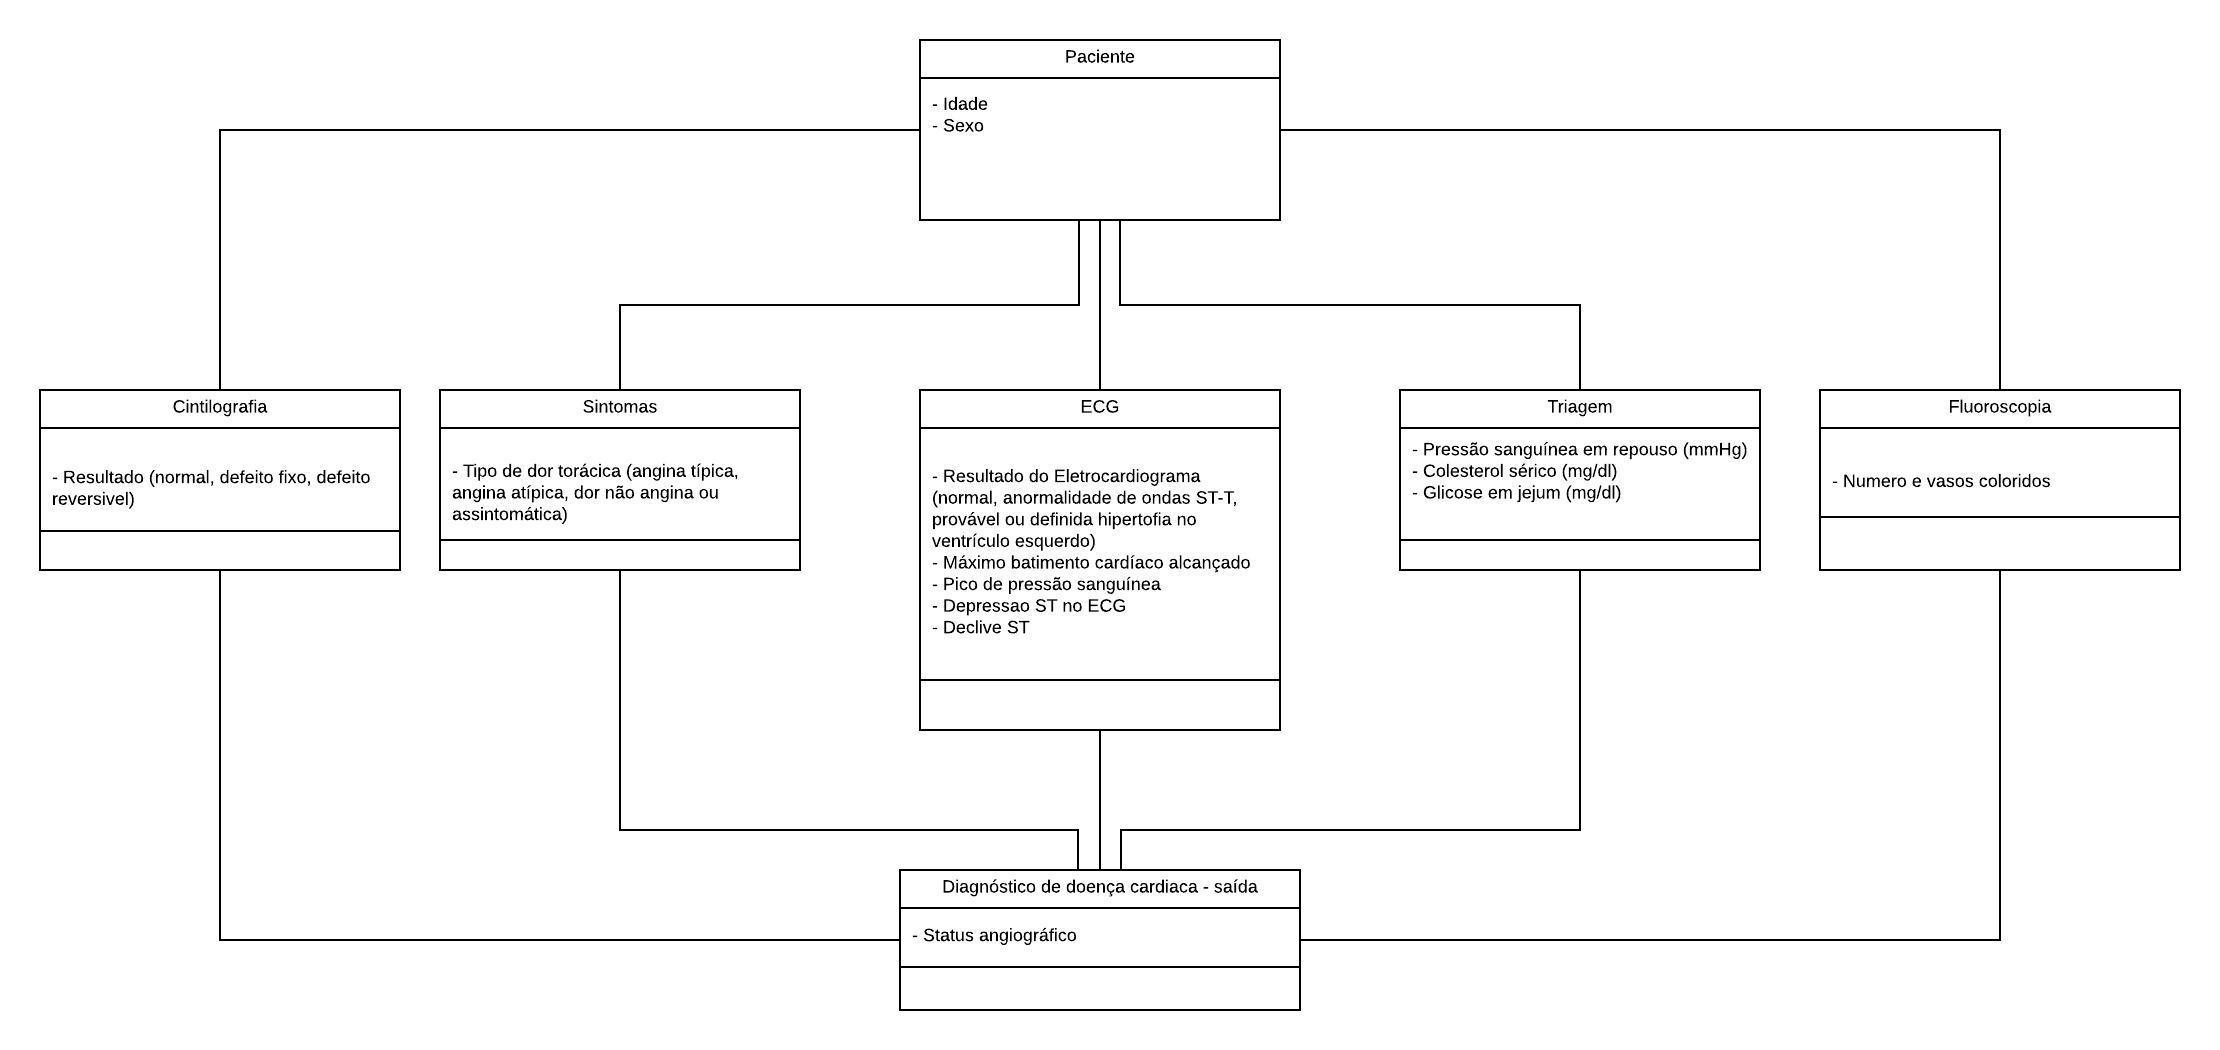 Paciente
- Idade
- Sexo
Cintilografia
- Resultado (normal, defeito fixo, defeito
reversivel)
Sintomas
- Tipo de dor torácica (angina típica,
angina atípica, dor não angina ou
assintomática)
ECG
- Resultado do Eletrocardiograma
(normal, anormalidade de ondas ST-T,
provável ou definida hipertofia no
ventrículo esquerdo)
- Máximo batimento cardíaco alcançado
- Pico de pressão sanguínea
- Depressao ST no ECG
- Declive ST
Triagem
- Pressão sanguínea em repouso (mmHg)
- Colesterol sérico (mg/dl)
- Glicose em jejum (mg/dl)
Fluoroscopia
- Numero e vasos coloridos
Diagnóstico de doença cardiaca - saída
- Status angiográfico